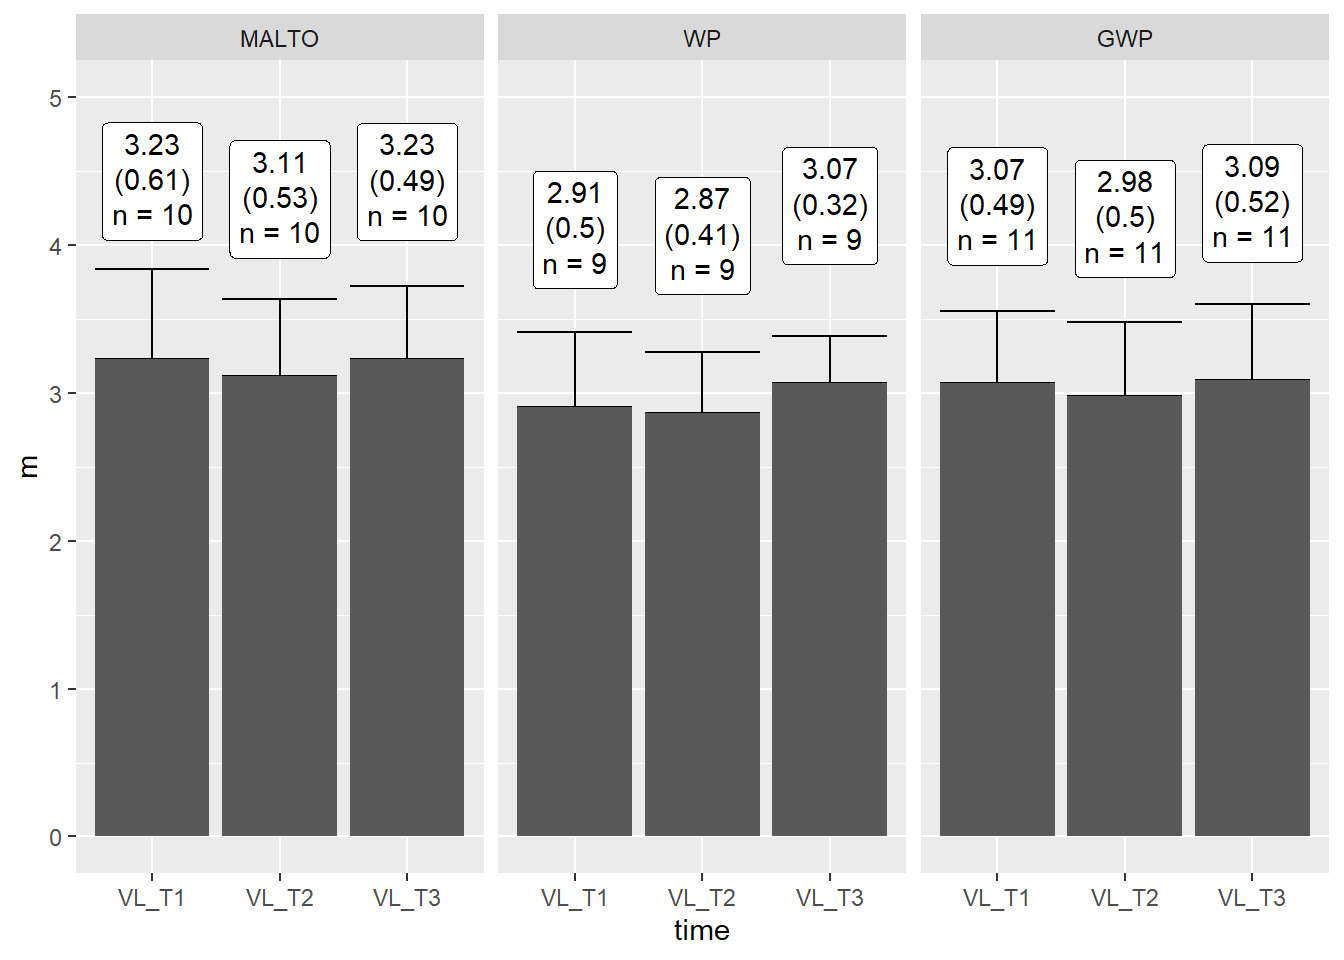 MALTO
WP
GWP
5
4
3
2
1
0
m
3.23
(0.61)
n = 10
3.11
(0.53)
n = 10
3.23
(0.49)
n = 10
2.91
(0.5)
n = 9
2.87
(0.41)
n = 9
3.07
(0.32)
n = 9
3.07
(0.49)
n = 11
2.98
(0.5)
n = 11
3.09
(0.52)
n = 11
VL_T1
VL_T2
VL_T3
VL_T1
VL_T2
VL_T3
VL_T1
VL_T2
VL_T3
time